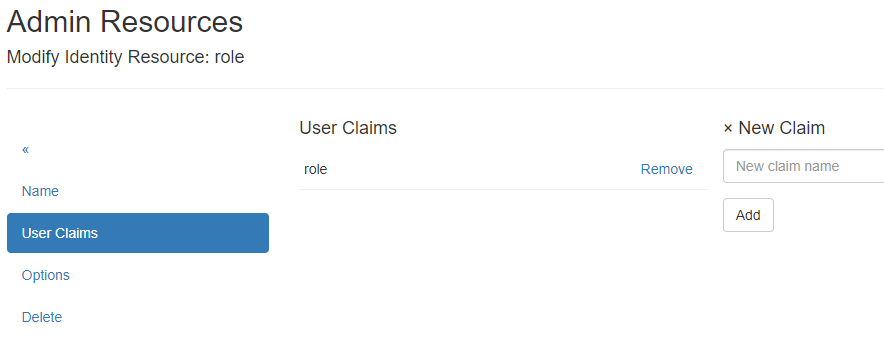 Admin Resources
Modify Identity Resource: role
«
Name
User Claims
Options
Delete
User Claims
role Remove
× New Claim
New claim name
Add